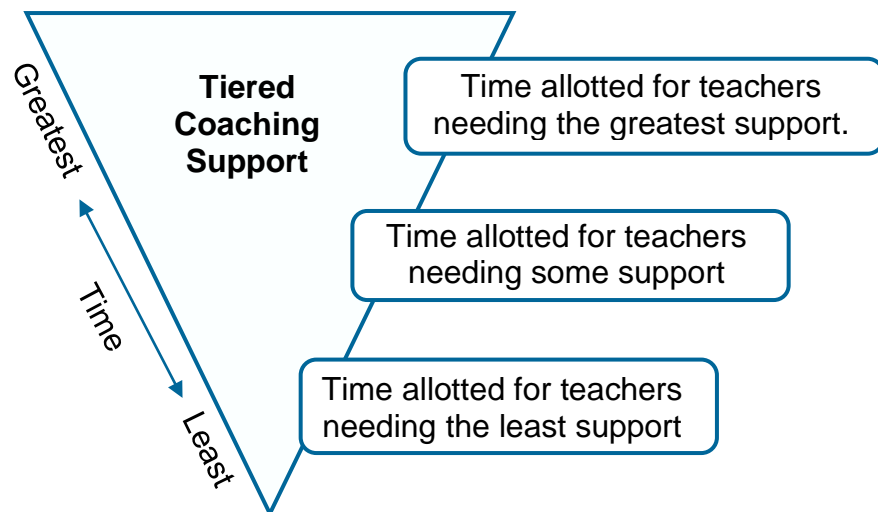 Tiered
Coaching
Support
Greatest
Time
Least
Time allotted for teachers
needing the greatest support.
Time allotted for teachers
needing some support
Time allotted for teachers
needing the least support